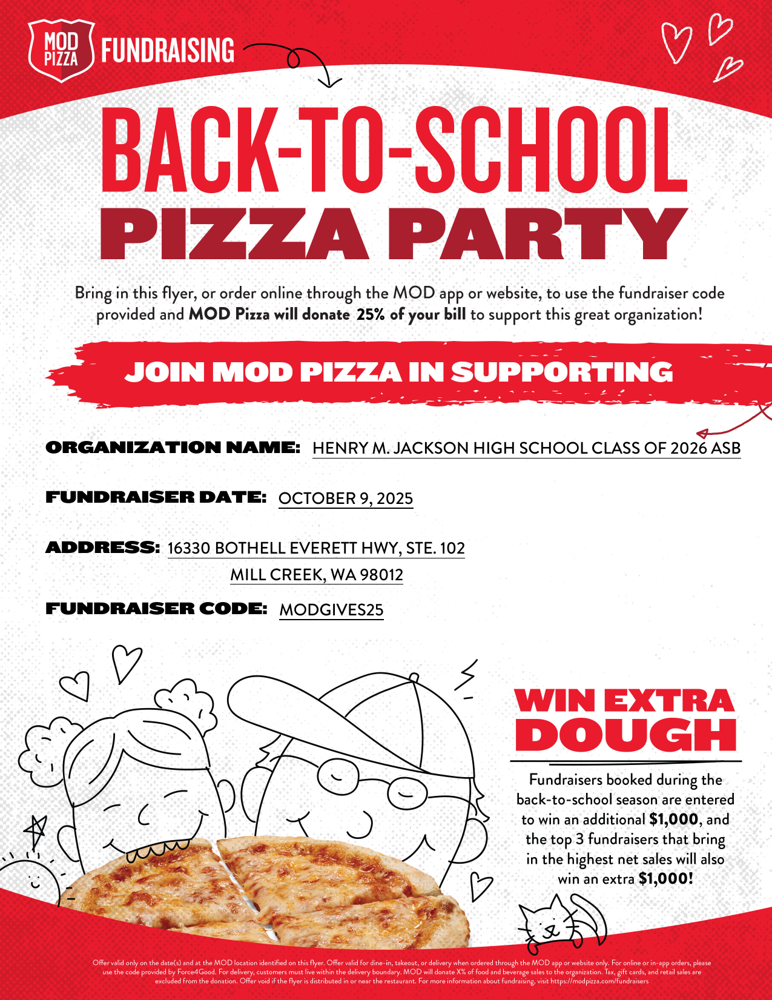 MOD
PIZZA
FUNDRAISING
BACK-TO-SCHOOL
PIZZA PARTY
Bring in this flyer, or order online through the MOD app or website, to use the fundraiser code
provided and MOD Pizza will donate 25% of your bill to support this great organization!
JOIN MOD PIZZA IN SUPPORTING
ORGANIZATION NAME: HENRY M. JACKSON HIGH SCHOOL CLASS OF 2026 ASB
FUNDRAISER DATE: OCTOBER 9, 2025
ADDRESS: 16330 BOTHELL EVERETT HWY, STE. 102
MILL CREEK, WA 98012
FUNDRAISER CODE: MODGIVES25
WIN EXTRA
DOUGH
Fundraisers booked during the
back-to-school season are entered
to win an additional $1,000, and
the top 3 fundraisers that bring
in the highest net sales will also
win an extra $1,000!
Offer valid only on the date(s) and at the MOD location identified on this flyer. Offer valid for dine-in, takeout, or delivery when ordered through the MOD app or website only. For online or in-app orders, please
use the code provided by Force4Good. For delivery, customers must live within the delivery boundary. MOD will donate X% of food and beverage sales to the organization. Tax, gift cards, and retail sales are
excluded from the donation. Offer void if the flyer is distributed in or near the restaurant. For more information about fundraising, visit https://modpizza.com/fundraisers